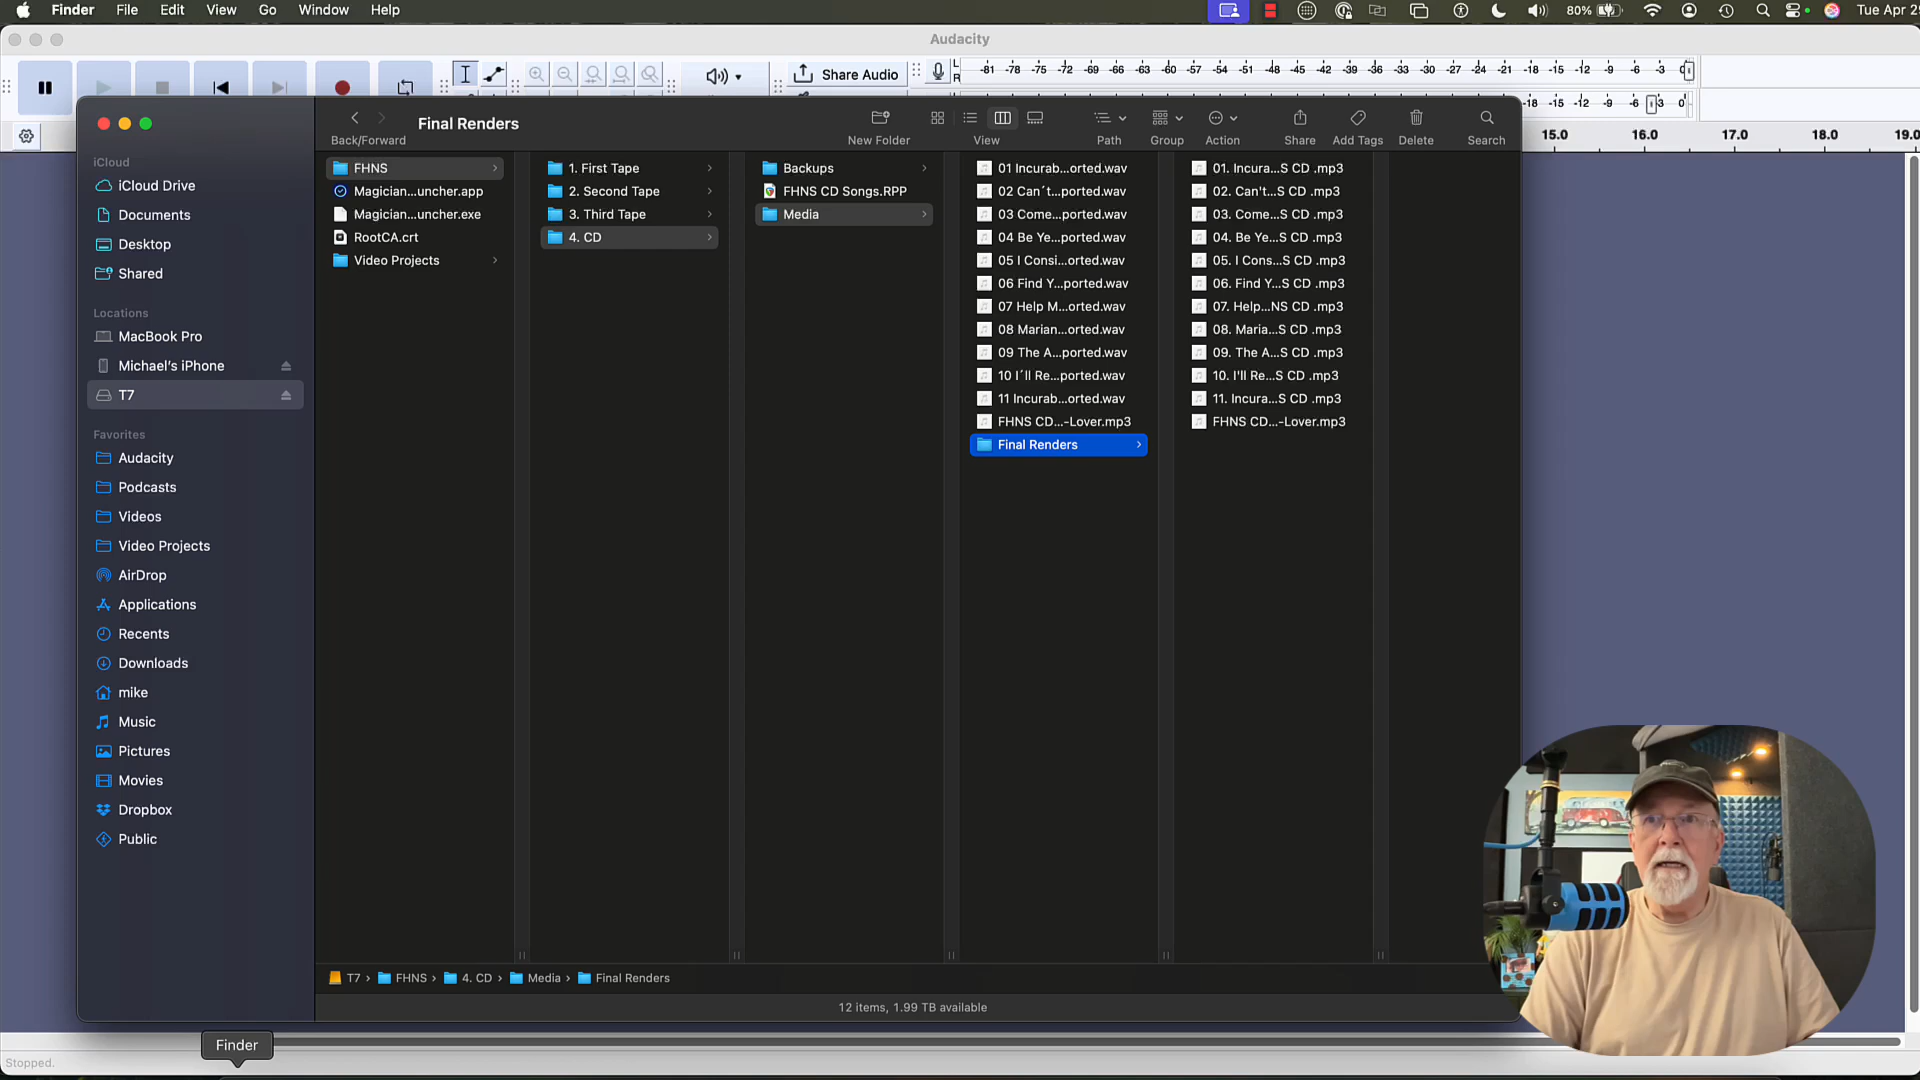 Finder File Edit View Go Window Help
80%
Tue Apr 2
Audacity
Share Audio
L
R
-81 -78 -75 -72 -69 -66 -63 -60 -57 -54 -51 -48 -45 -42 -39 -36 -33 -30 -27 -24 -21 -18 -15 -12 -9 -6 -3 0
-18 -15 -12 -9 -6 -3 0
15.0 16.0 17.0 18.0 19.0
Back/Forward
Final Renders
New Folder
View
Path
Group
Action
Share
Add Tags
Delete
Search
iCloud
iCloud Drive
Documents
Desktop
Shared
Locations
MacBook Pro
Michael's iPhone
T7
Favorites
Audacity
Podcasts
Videos
Video Projects
AirDrop
Applications
Recents
Downloads
mike
Music
Pictures
Movies
Dropbox
Public
FHNS
Magician...uncher.app
Magician...uncher.exe
RootCA.crt
Video Projects
1. First Tape
2. Second Tape
3. Third Tape
4. CD
Backups
FHNS CD Songs.RPP
Media
01 Incurab...orted.wav
02 Can´t...ported.wav
03 Come...ported.wav
04 Be Ye...ported.wav
05 I Consi...orted.wav
06 Find Y...ported.wav
07 Help M...orted.wav
08 Marian...orted.wav
09 The A...ported.wav
10 I´ll Re...ported.wav
11 Incurab...orted.wav
FHNS CD...-Lover.mp3
Final Renders
01. Incura...S CD .mp3
02. Can't...S CD .mp3
03. Come...S CD .mp3
04. Be Ye...S CD .mp3
05. I Cons...S CD .mp3
06. Find Y...S CD .mp3
07. Help...NS CD .mp3
08. Maria...S CD .mp3
09. The A...S CD .mp3
10. I'll Re...S CD .mp3
11. Incura...S CD .mp3
FHNS CD...-Lover.mp3
T7 › FHNS › 4. CD › Media › Final Renders
12 items, 1.99 TB available
Finder
Stopped.